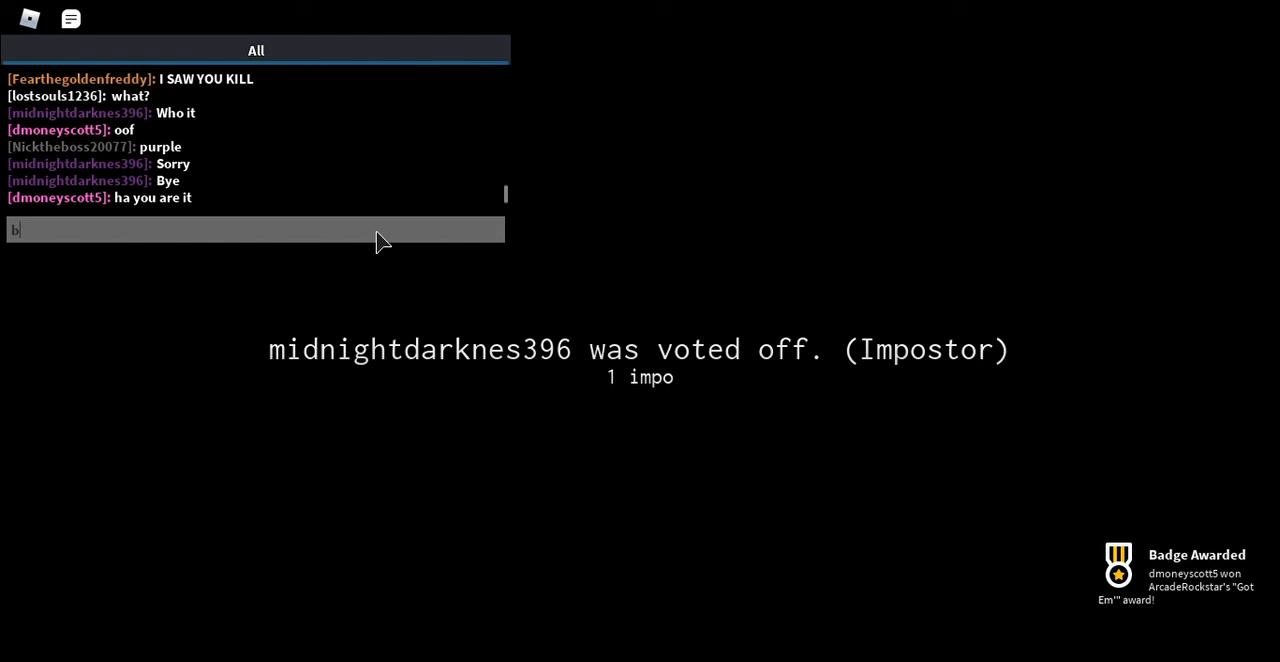 All
[Fearthegoldenfreddy]: I SAW YOU KILL
[lostsouls1236]: what?
[midnightdarknes396]: Who it
[dmoneyscott5]: oof
[Nicktheboss20077]: purple
[midnightdarknes396]: Sorry
[midnightdarknes396]: Bye
[dmoneyscott5]: ha you are it
b
midnightdarknes396 was voted off. (Impostor)
1 impo
Badge Awarded
dmoneyscott5 won
ArcadeRockstar's "Got
Em'" award!